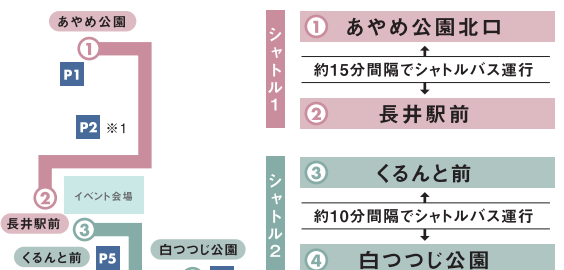 あやめ公園
①
P1
P2 ※1
②
イベント会場
長井駅前
③
くるんと前
P5
白つつじ公園
シャトル1
① あやめ公園北口
約15分間隔でシャトルバス運行
② 長井駅前
シャトル2
③ くるんと前
約10分間隔でシャトルバス運行
④ 白つつじ公園